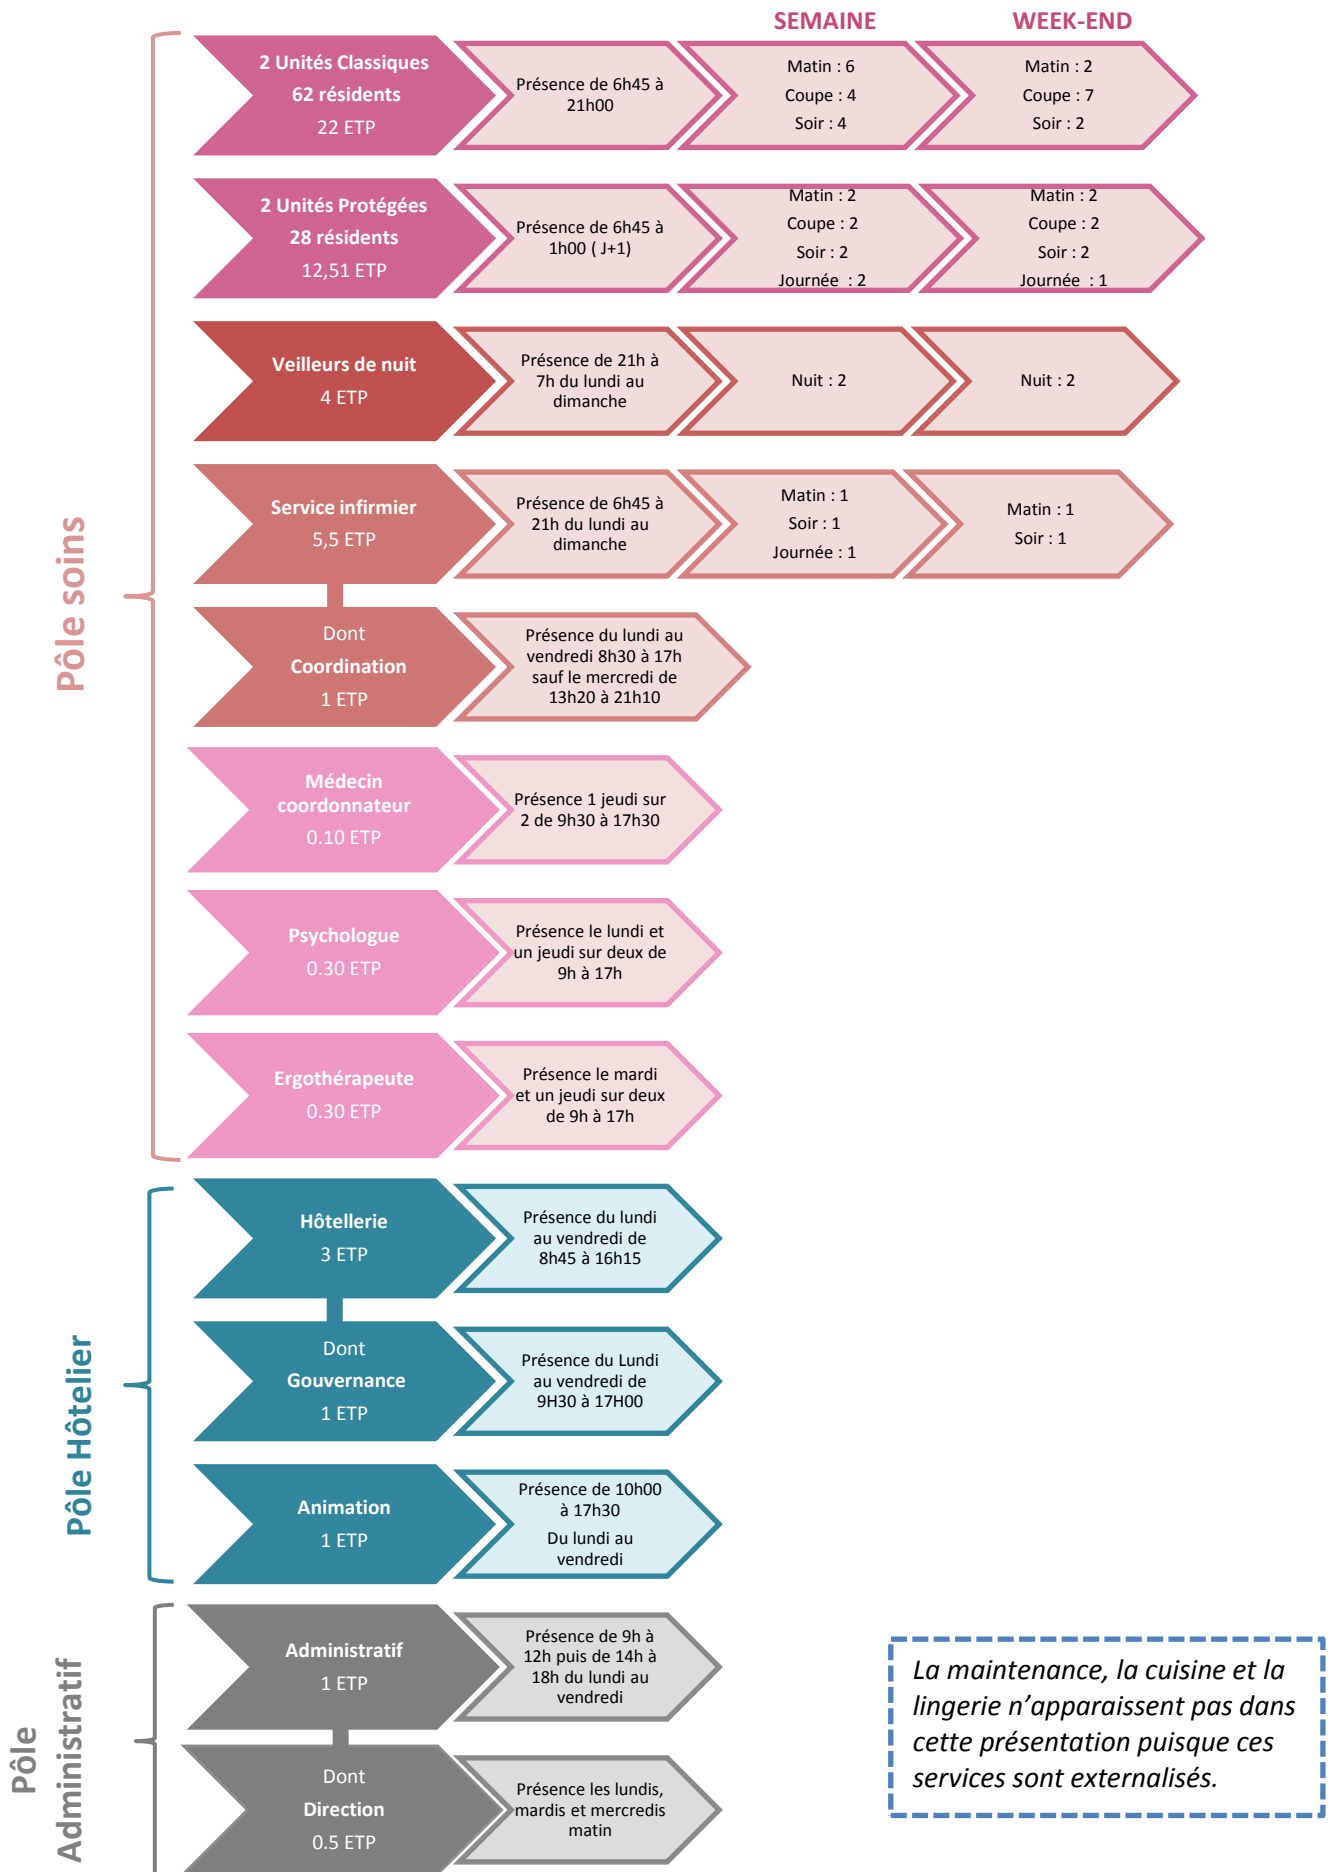 SEMAINE
WEEK-END
Pôle soins
2 Unités Classiques
62 résidents
22 ETP
Présence de 6h45 à
21h00
Matin : 6
Coupe : 4
Soir : 4
Matin : 2
Coupe : 7
Soir : 2
2 Unités Protégées
28 résidents
12,51 ETP
Présence de 6h45 à
1h00 ( J+1)
Matin : 2
Coupe : 2
Soir : 2
Journée : 2
Matin : 2
Coupe : 2
Soir : 2
Journée : 1
Veilleurs de nuit
4 ETP
Présence de 21h à
7h du lundi au
dimanche
Nuit : 2
Nuit : 2
Service infirmier
5,5 ETP
Présence de 6h45 à
21h du lundi au
dimanche
Matin : 1
Soir : 1
Journée : 1
Matin : 1
Soir : 1
Dont
Coordination
1 ETP
Présence du lundi au
vendredi 8h30 à 17h
sauf le mercredi de
13h20 à 21h10
Médecin
coordonnateur
0.10 ETP
Présence 1 jeudi sur
2 de 9h30 à 17h30
Psychologue
0.30 ETP
Présence le lundi et
un jeudi sur deux de
9h à 17h
Ergothérapeute
0.30 ETP
Présence le mardi
et un jeudi sur deux
de 9h à 17h
Pôle Hôtelier
Hôtellerie
3 ETP
Présence du lundi
au vendredi de
8h45 à 16h15
Dont
Gouvernance
1 ETP
Présence du Lundi
au vendredi de
9H30 à 17H00
Animation
1 ETP
Présence de 10h00
à 17h30
Du lundi au
vendredi
Pôle
Administratif
Administratif
1 ETP
Présence de 9h à
12h puis de 14h à
18h du lundi au
vendredi
Dont
Direction
0.5 ETP
Présence les lundis,
mardis et mercredis
matin
La maintenance, la cuisine et la
lingerie n’apparaissent pas dans
cette présentation puisque ces
services sont externalisés.